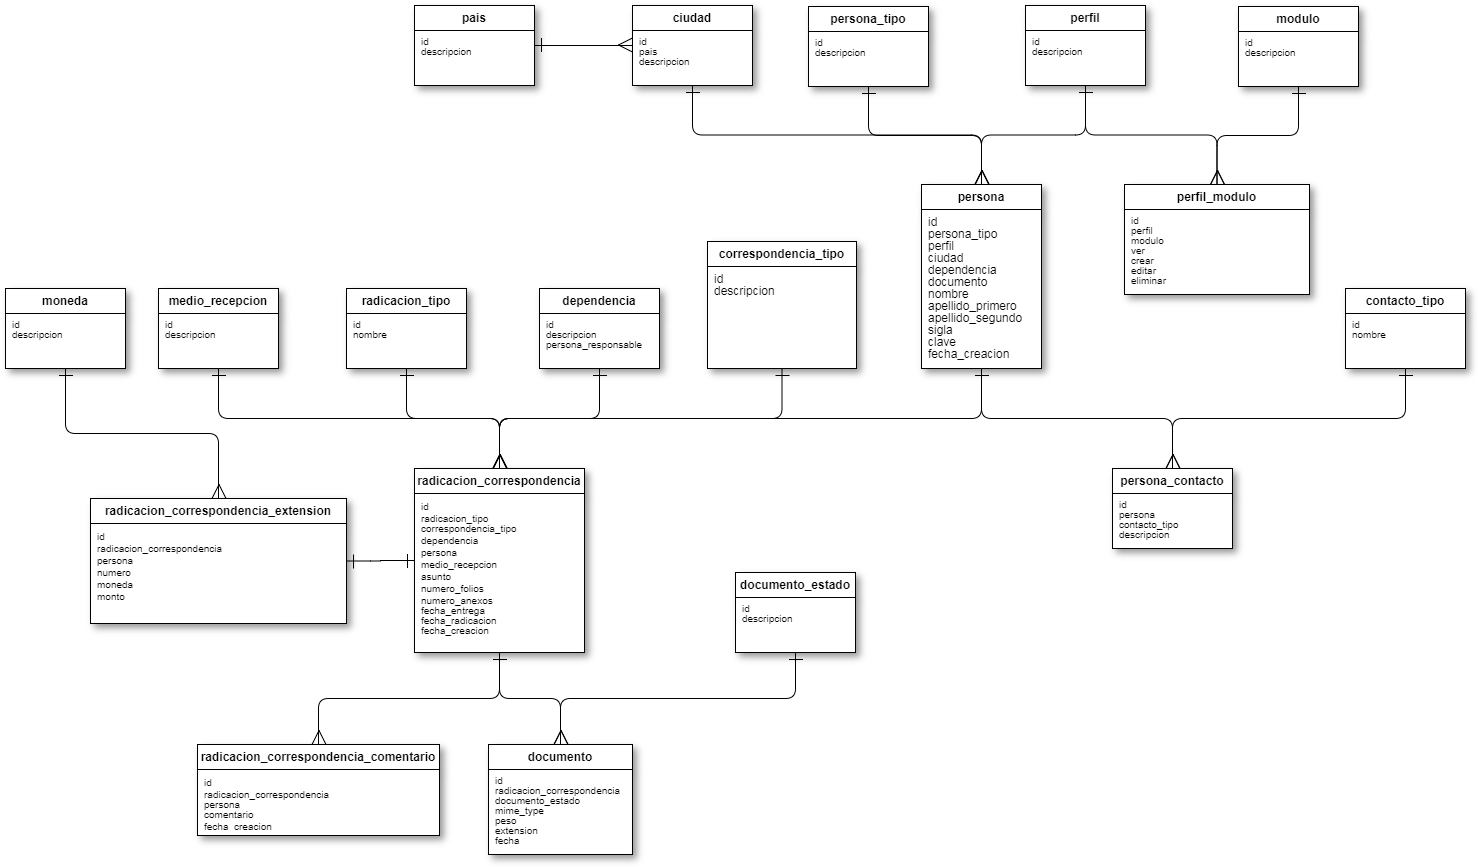 pais
id
descripcion
ciudad
id
pais
descripcion
persona_tipo
id
descripcion
perfil
id
descripcion
modulo
id
descripcion
persona
id
persona_tipo
perfil
ciudad
dependencia
documento
nombre
apellido_primero
apellido_segundo
sigla
clave
fecha_creacion
perfil_modulo
id
perfil
modulo
ver
crear
editar
eliminar
correspondencia_tipo
id
descripcion
moneda
id
descripcion
medio_recepcion
id
descripcion
radicacion_tipo
id
nombre
dependencia
id
descripcion
persona_responsable
contacto_tipo
id
nombre
radicacion_correspondencia
id
radicacion_tipo
correspondencia_tipo
dependencia
persona
medio_recepcion
asunto
numero_folios
numero_anexos
fecha_entrega
fecha_radicacion
fecha_creacion
persona_contacto
id
persona
contacto_tipo
descripcion
radicacion_correspondencia_extension
id
radicacion_correspondencia
persona
numero
moneda
monto
documento_estado
id
descripcion
radicacion_correspondencia_comentario
id
radicacion_correspondencia
persona
comentario
fecha_creacion
documento
id
radicacion_correspondencia
documento_estado
mime_type
peso
extension
fecha